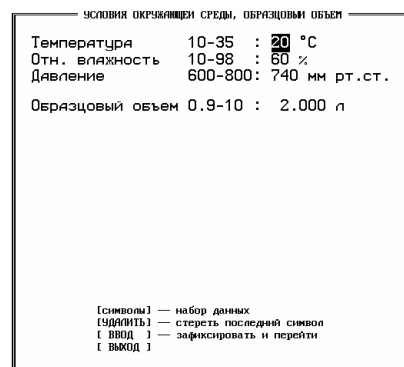 УСЛОВИЯ ОКРУЖАЮЩЕИ СРЕДЫ, ОБРАЗЦОВЫЙ ОБЪЕМ
Температура 10-35 : 20 °C
Отн. влажность 10-98 : 60 %
Давление 600-800: 740 мм рт.ст.
Образцовый объем 0.9-10 : 2.000 л
[символы] — набор данных
[УДАЛИТЬ] — стереть последний символ
[ ВВОД ] — зафиксировать и перейти
[ ВЫХОД ]